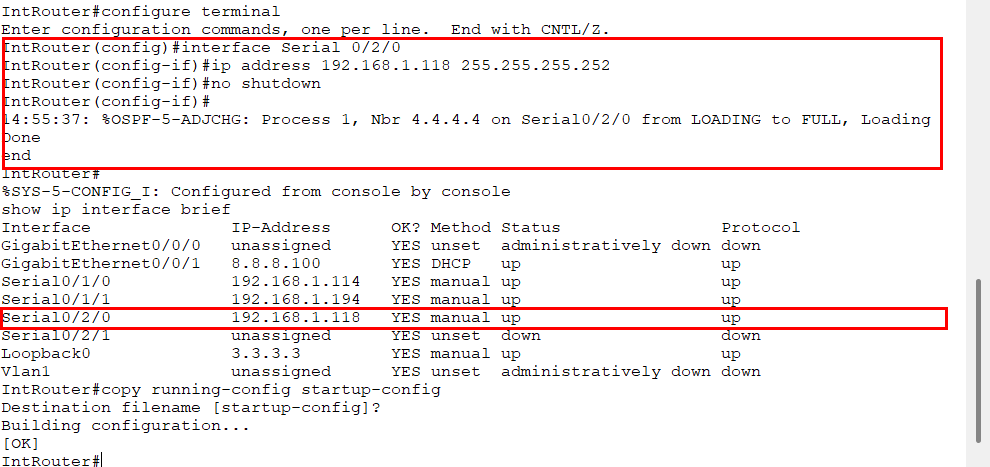 IntRouter#configure terminal
Enter configuration commands, one per line.  End with CNTL/Z.
IntRouter(config)#interface Serial 0/2/0
IntRouter(config-if)#ip address 192.168.1.118 255.255.255.252
IntRouter(config-if)#no shutdown
IntRouter(config-if)#
14:55:37: %OSPF-5-ADJCHG: Process 1, Nbr 4.4.4.4 on Serial0/2/0 from LOADING to FULL, Loading
Done
end
IntRouter#
%SYS-5-CONFIG_I: Configured from console by console
show ip interface brief
Interface              IP-Address      OK? Method Status                Protocol
GigabitEthernet0/0/0   unassigned      YES unset  administratively down down
GigabitEthernet0/0/1   8.8.8.100       YES DHCP   up                    up
Serial0/1/0            192.168.1.114   YES manual up                    up
Serial0/1/1            192.168.1.194   YES manual up                    up
Serial0/2/0            192.168.1.118   YES manual up                    up
Serial0/2/1            unassigned      YES unset  down                  down
Loopback0              3.3.3.3         YES manual up                    up
Vlan1                  unassigned      YES unset  administratively down down
IntRouter#copy running-config startup-config
Destination filename [startup-config]?
Building configuration...
[OK]
IntRouter#